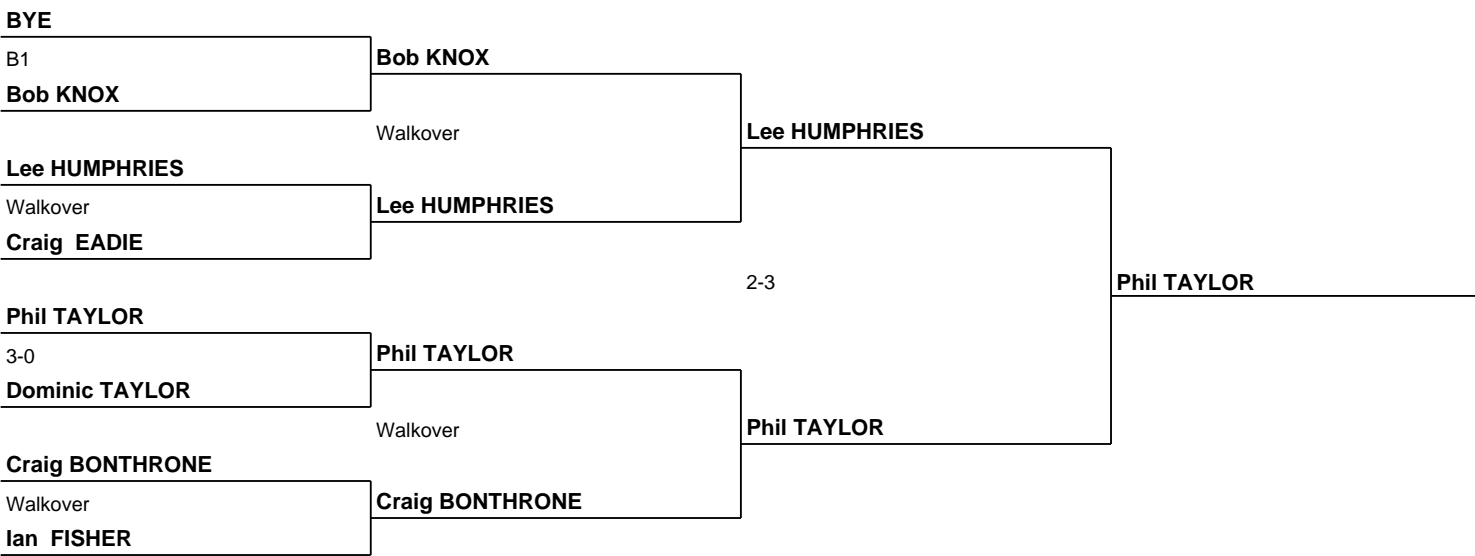 BYE
B1
Bob KNOX
Bob KNOX
Walkover
Lee HUMPHRIES
Lee HUMPHRIES
Walkover
Lee HUMPHRIES
Craig EADIE
2-3
Phil TAYLOR
Phil TAYLOR
3-0
Phil TAYLOR
Dominic TAYLOR
Walkover
Phil TAYLOR
Craig BONTHRONE
Walkover
Craig BONTHRONE
Ian FISHER